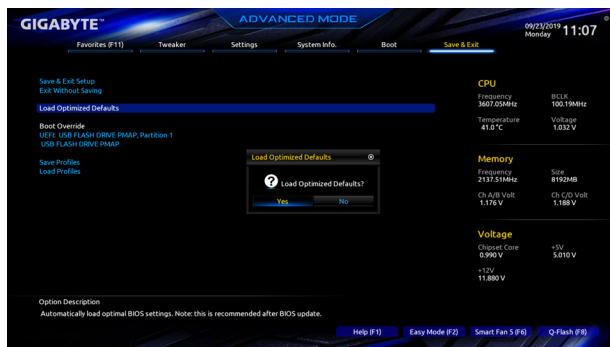 GIGABYTE™
ADVANCED MODE
09/23/2019
Monday
11:07
Favorites (F11) Tweaker Settings System Info. Boot Save & Exit
Save & Exit Setup
Exit Without Saving
Load Optimized Defaults
Boot Override
UEFI: USB FLASH DRIVE PMAP, Partition 1
USB FLASH DRIVE PMAP
Save Profiles
Load Profiles
Load Optimized Defaults
Load Optimized Defaults?
Yes No
CPU
Frequency BCLK
3607.05MHz 100.19MHz
Temperature Voltage
41.0 °C 1.032 V
Memory
Frequency Size
2137.51MHz 8192MB
Ch A/B Volt Ch C/D Volt
1.176 V 1.188 V
Voltage
Chipset Core +5V
0.990 V 5.010 V
+12V
11.880 V
Option Description
Automatically load optimal BIOS settings. Note: this is recommended after BIOS update.
Help (F1) Easy Mode (F2) Smart Fan 5 (F6) Q-Flash (F8)